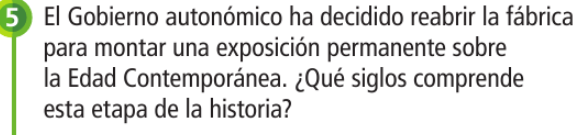 5 El Gobierno autonómico ha decidido reabrir la fábrica
para montar una exposición permanente sobre
la Edad Contemporánea. ¿Qué siglos comprende
esta etapa de la historia?